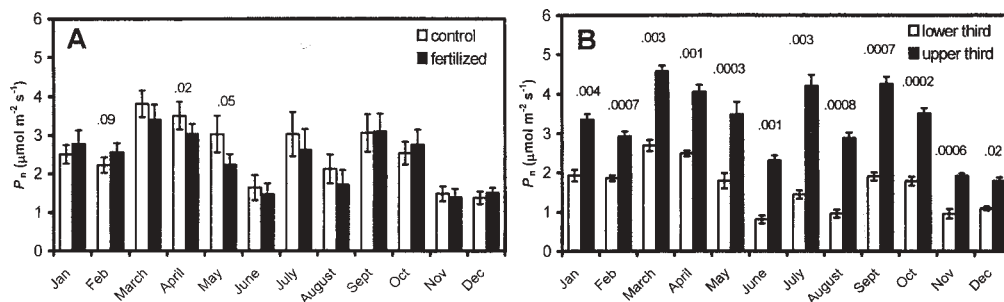 A
control
fertilized
6
5
4
3
2
1
0
Pn (μmol m⁻² s⁻¹)
.09
.02
.05
Jan
Feb
March
April
May
June
July
August
Sept
Oct
Nov
Dec
B
lower third
upper third
6
5
4
3
2
1
0
Pn (μmol m⁻² s⁻¹)
.004
.0007
.003
.001
.0003
.001
.003
.0008
.0007
.0002
.0006
.02
Jan
Feb
March
April
May
June
July
August
Sept
Oct
Nov
Dec